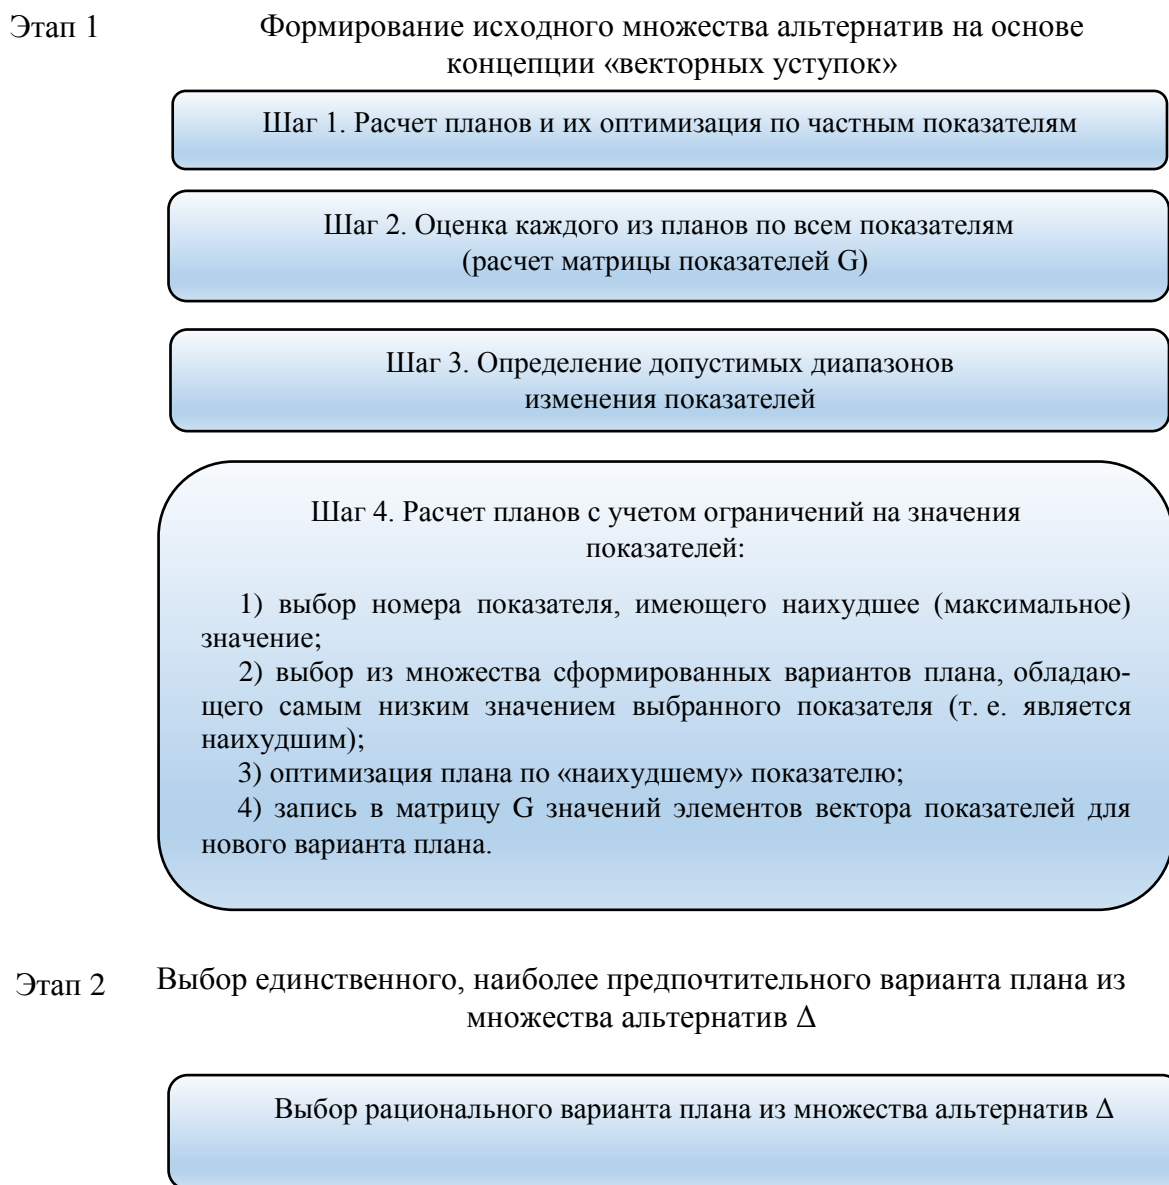 Этап 1
Формирование исходного множества альтернатив на основе
концепции «векторных уступок»
Шаг 1. Расчет планов и их оптимизация по частным показателям
Шаг 2. Оценка каждого из планов по всем показателям
(расчет матрицы показателей G)
Шаг 3. Определение допустимых диапазонов
изменения показателей
Шаг 4. Расчет планов с учетом ограничений на значения
показателей:
1) выбор номера показателя, имеющего наихудшее (максимальное)
значение;
2) выбор из множества сформированных вариантов плана, обладаю-
щего самым низким значением выбранного показателя (т. е. является
наихудшим);
3) оптимизация плана по «наихудшему» показателю;
4) запись в матрицу G значений элементов вектора показателей для
нового варианта плана.
Этап 2
Выбор единственного, наиболее предпочтительного варианта плана из
множества альтернатив Δ
Выбор рационального варианта плана из множества альтернатив Δ